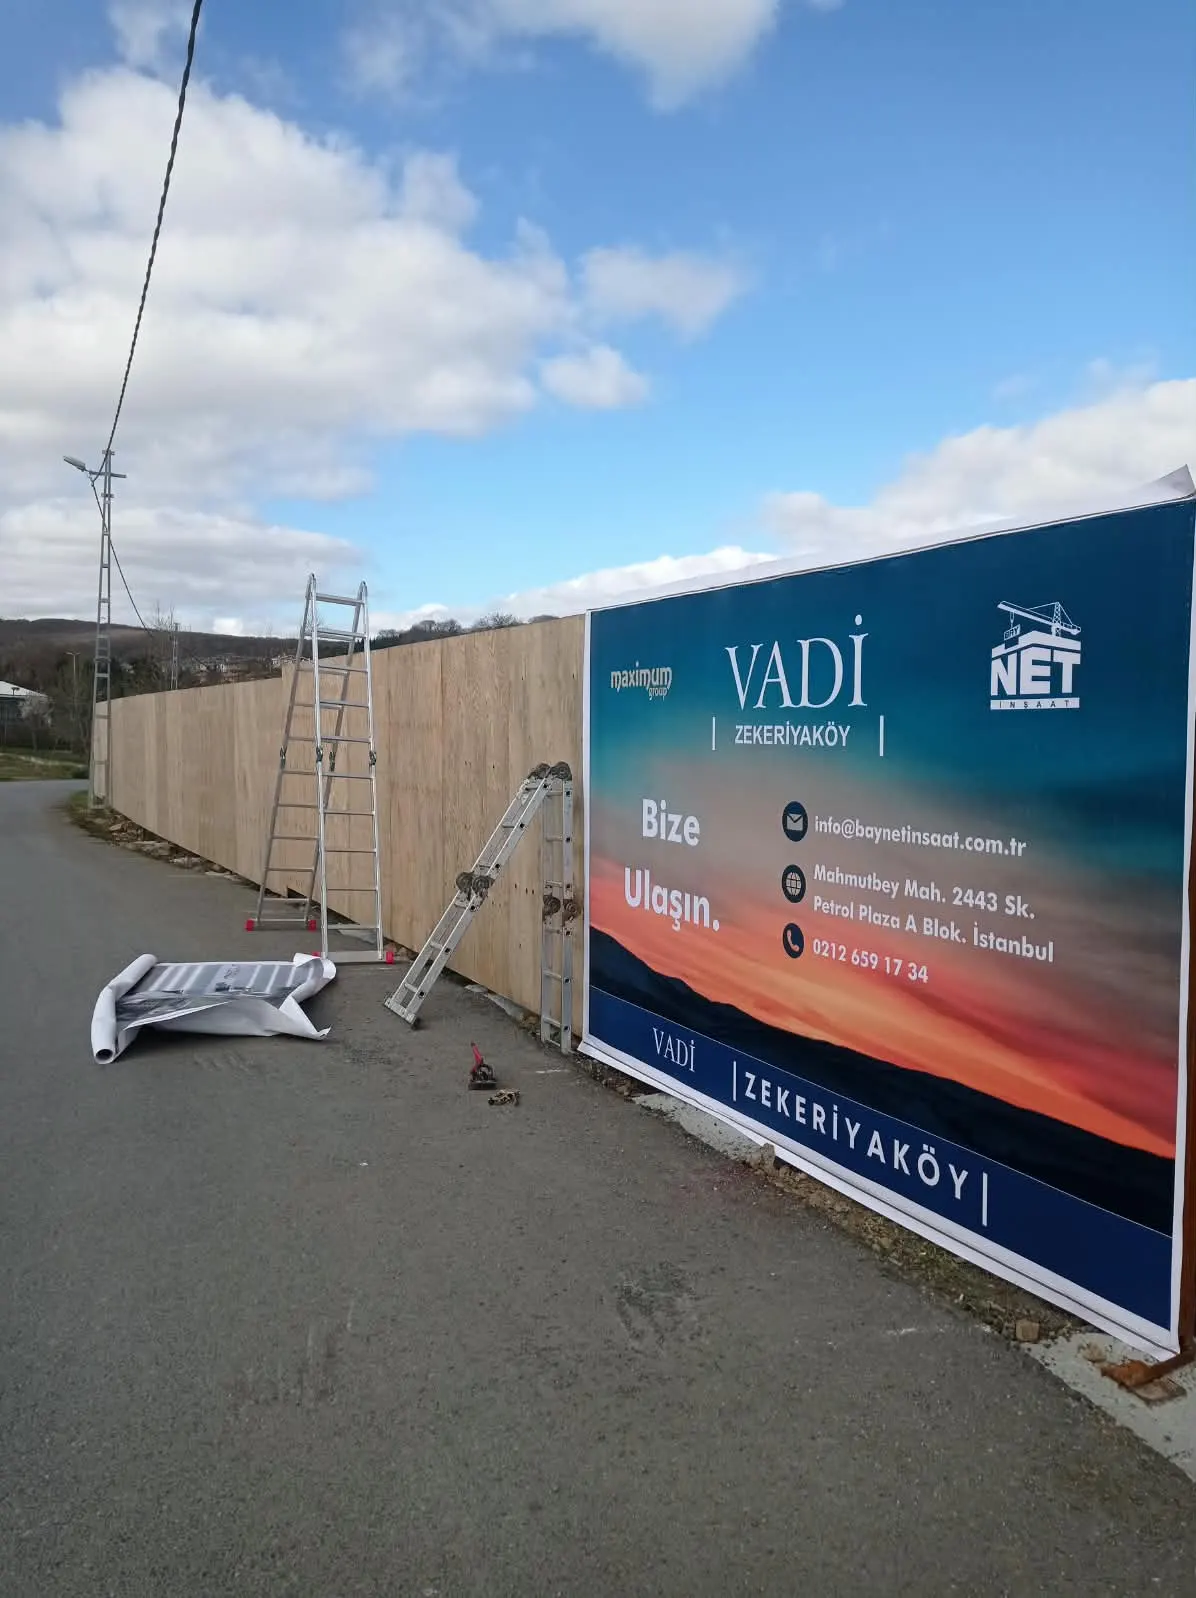 maximum
group
VADİ
ZEKERİYAKÖY
BAY
NET
İNŞAAT
Bize
Ulaşın.
info@baynetinsaat.com.tr
Mahmutbey Mah. 2443 Sk.
Petrol Plaza A Blok. İstanbul
0212 659 17 34
VADİ
ZEKERİYAKÖY